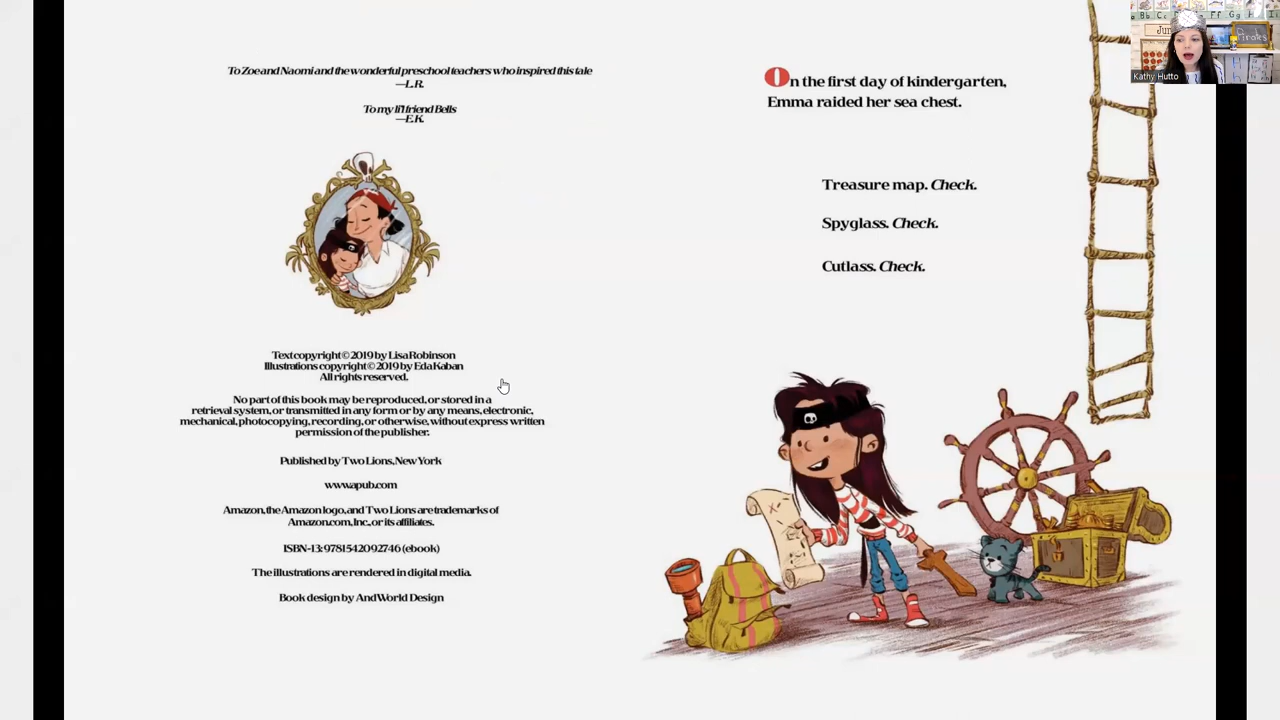 To Zoe and Naomi and the wonderful preschool teachers who inspired this tale
—L.R.
To my li'l friend Bells
—E.K.
Text copyright © 2019 by Lisa Robinson
Illustrations copyright © 2019 by Eda Kaban
All rights reserved.
No part of this book may be reproduced, or stored in a
retrieval system, or transmitted in any form or by any means, electronic,
mechanical, photocopying, recording, or otherwise, without express written
permission of the publisher.
Published by Two Lions, New York
www.apub.com
Amazon, the Amazon logo, and Two Lions are trademarks of
Amazon.com, Inc., or its affiliates.
ISBN-13: 9781542092746 (ebook)
The illustrations are rendered in digital media.
Book design by AndWorld Design
On the first day of kindergarten,
Emma raided her sea chest.
Treasure map. Check.
Spyglass. Check.
Cutlass. Check.
Bb Cc Ff Gg
Pirates
Kathy Hutto